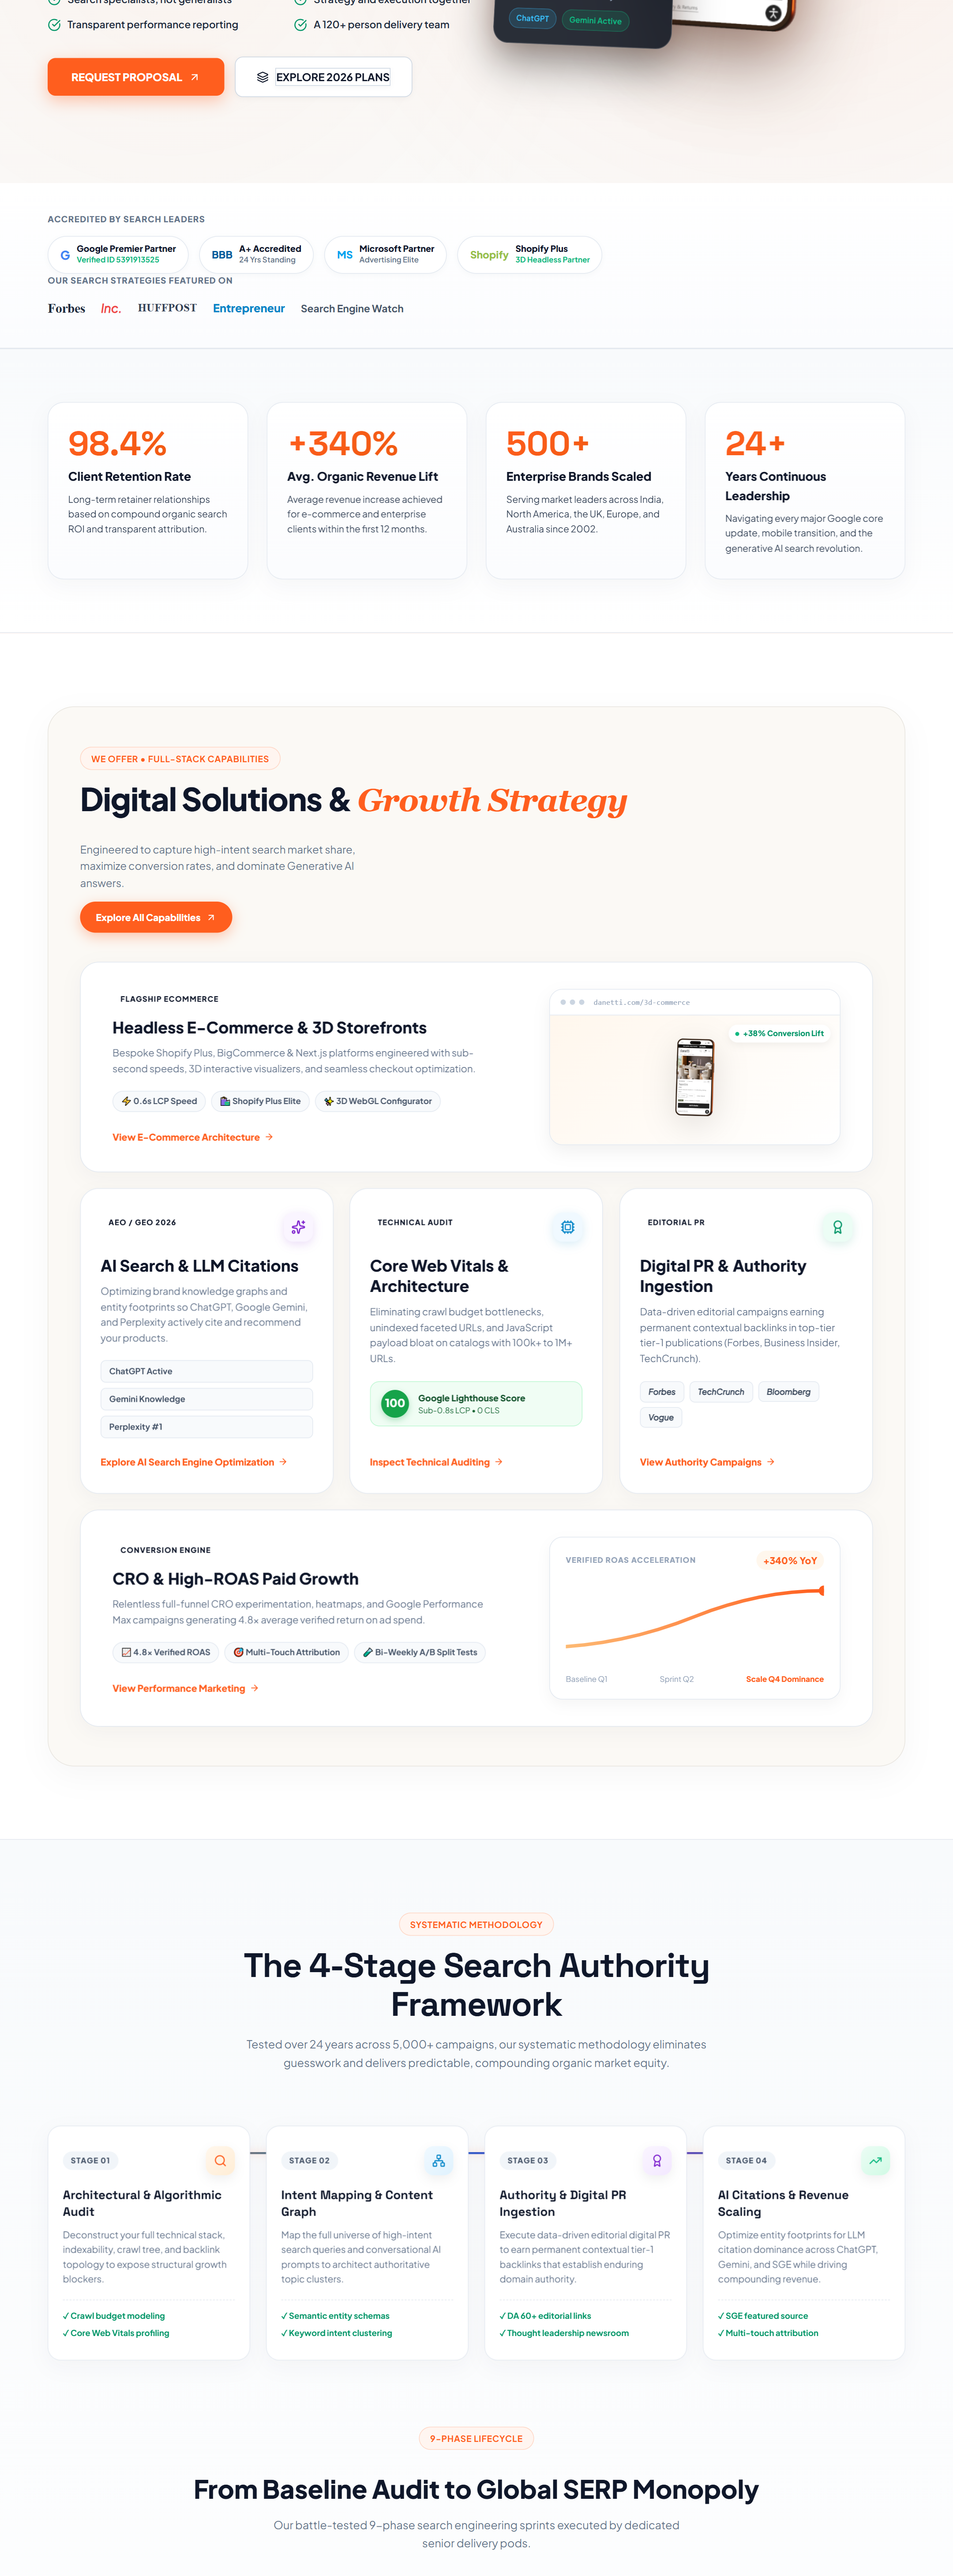 Search specialists, not generalists
Strategy and execution together
Transparent performance reporting
A 120+ person delivery team
ChatGPT
Gemini Active
REQUEST PROPOSAL
EXPLORE 2026 PLANS
ACCREDITED BY SEARCH LEADERS
G
Google Premier Partner
Verified ID 5391913525
BBB
A+ Accredited
24 Yrs Standing
MS
Microsoft Partner
Advertising Elite
Shopify
Shopify Plus
3D Headless Partner
OUR SEARCH STRATEGIES FEATURED ON
Forbes
Inc.
HUFFPOST
Entrepreneur
Search Engine Watch
98.4%
Client Retention Rate
Long-term retainer relationships
based on compound organic search
ROI and transparent attribution.
+340%
Avg. Organic Revenue Lift
Average revenue increase achieved
for e-commerce and enterprise
clients within the first 12 months.
500+
Enterprise Brands Scaled
Serving market leaders across India,
North America, the UK, Europe, and
Australia since 2002.
24+
Years Continuous
Leadership
Navigating every major Google core
update, mobile transition, and the
generative AI search revolution.
WE OFFER • FULL-STACK CAPABILITIES
Digital Solutions & Growth Strategy
Engineered to capture high-intent search market share,
maximize conversion rates, and dominate Generative AI
answers.
Explore All Capabilities
FLAGSHIP ECOMMERCE
Headless E-Commerce & 3D Storefronts
Bespoke Shopify Plus, BigCommerce & Next.js platforms engineered with sub-
second speeds, 3D interactive visualizers, and seamless checkout optimization.
0.6s LCP Speed
Shopify Plus Elite
3D WebGL Configurator
View E-Commerce Architecture →
danetti.com/3d-commerce
+38% Conversion Lift
AEO / GEO 2026
AI Search & LLM Citations
Optimizing brand knowledge graphs and
entity footprints so ChatGPT, Google Gemini,
and Perplexity actively cite and recommend
your products.
ChatGPT Active
Gemini Knowledge
Perplexity #1
Explore AI Search Engine Optimization →
TECHNICAL AUDIT
Core Web Vitals &
Architecture
Eliminating crawl budget bottlenecks,
unindexed faceted URLs, and JavaScript
payload bloat on catalogs with 100k+ to 1M+
URLs.
100
Google Lighthouse Score
Sub-0.8s LCP • 0 CLS
Inspect Technical Auditing →
EDITORIAL PR
Digital PR & Authority
Ingestion
Data-driven editorial campaigns earning
permanent contextual backlinks in top-tier
tier-1 publications (Forbes, Business Insider,
TechCrunch).
Forbes
TechCrunch
Bloomberg
Vogue
View Authority Campaigns →
CONVERSION ENGINE
CRO & High-ROAS Paid Growth
Relentless full-funnel CRO experimentation, heatmaps, and Google Performance
Max campaigns generating 4.8× average verified return on ad spend.
4.8× Verified ROAS
Multi-Touch Attribution
Bi-Weekly A/B Split Tests
View Performance Marketing →
VERIFIED ROAS ACCELERATION
+340% YoY
Baseline Q1
Sprint Q2
Scale Q4 Dominance
SYSTEMATIC METHODOLOGY
The 4-Stage Search Authority
Framework
Tested over 24 years across 5,000+ campaigns, our systematic methodology eliminates
guesswork and delivers predictable, compounding organic market equity.
STAGE 01
Architectural & Algorithmic
Audit
Deconstruct your full technical stack,
indexability, crawl tree, and backlink
topology to expose structural growth
blockers.
✓ Crawl budget modeling
✓ Core Web Vitals profiling
STAGE 02
Intent Mapping & Content
Graph
Map the full universe of high-intent
search queries and conversational AI
prompts to architect authoritative
topic clusters.
✓ Semantic entity schemas
✓ Keyword intent clustering
STAGE 03
Authority & Digital PR
Ingestion
Execute data-driven editorial digital PR
to earn permanent contextual tier-1
backlinks that establish enduring
domain authority.
✓ DA 60+ editorial links
✓ Thought leadership newsroom
STAGE 04
AI Citations & Revenue
Scaling
Optimize entity footprints for LLM
citation dominance across ChatGPT,
Gemini, and SGE while driving
compounding revenue.
✓ SGE featured source
✓ Multi-touch attribution
9-PHASE LIFECYCLE
From Baseline Audit to Global SERP Monopoly
Our battle-tested 9-phase search engineering sprints executed by dedicated
senior delivery pods.